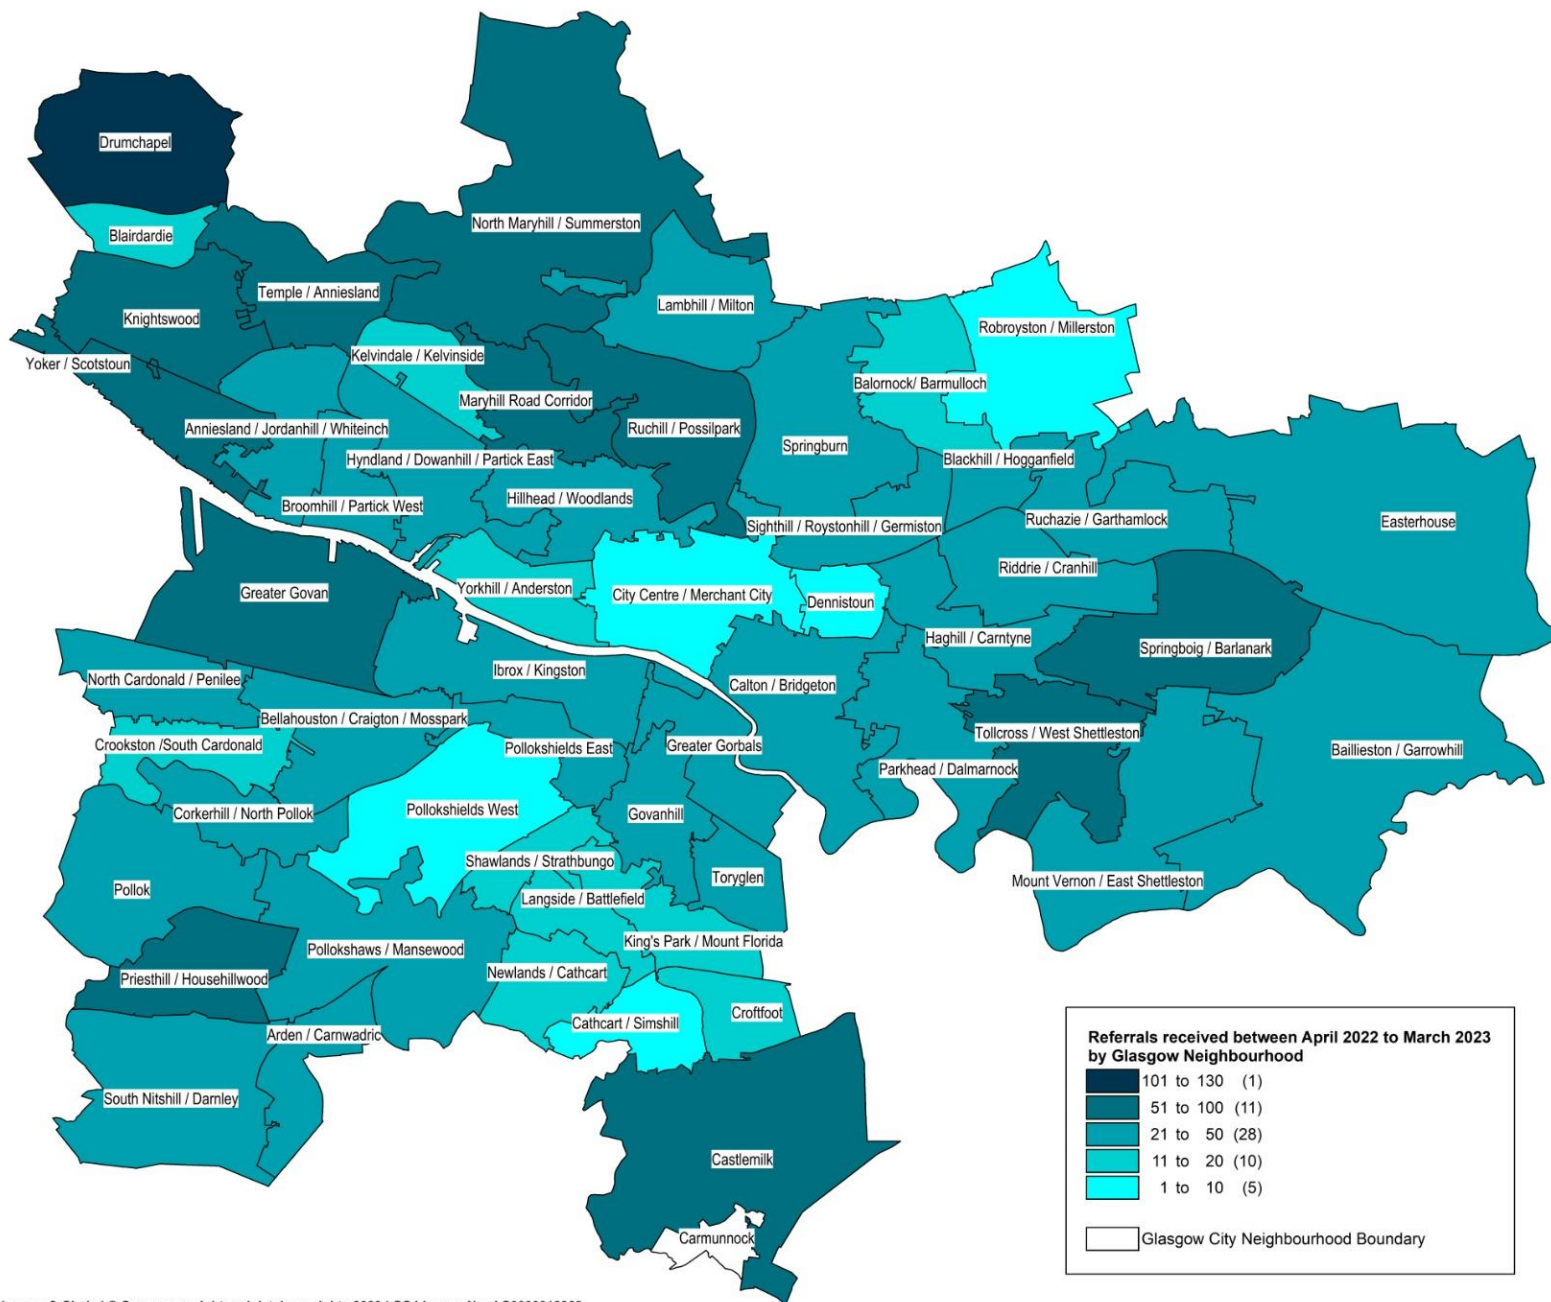 Drumchapel
Blairdardie
North Maryhill / Summerston
Temple / Anniesland
Knightswood
Lambhill / Milton
Robroyston / Millerston
Yoker / Scotstoun
Kelvindale / Kelvinside
Balornock/ Barmulloch
Maryhill Road Corridor
Ruchill / Possilpark
Anniesland / Jordanhill / Whiteinch
Springburn
Hyndland / Dowanhill / Partick East
Blackhill / Hogganfield
Hillhead / Woodlands
Broomhill / Partick West
Sighthill / Roystonhill / Germiston
Ruchazie / Garthamlock
Easterhouse
Riddrie / Cranhill
Greater Govan
Yorkhill / Anderston
City Centre / Merchant City
Dennistoun
Haghill / Carntyne
Springboig / Barlanark
Ibrox / Kingston
North Cardonald / Penilee
Calton / Bridgeton
Bellahouston / Craigton / Mosspark
Tollcross / West Shettleston
Crookston /South Cardonald
Pollokshields East
Greater Gorbals
Baillieston / Garrowhill
Parkhead / Dalmarnock
Corkerhill / North Pollok
Pollokshields West
Govanhill
Shawlands / Strathbungo
Toryglen
Mount Vernon / East Shettleston
Pollok
Langside / Battlefield
King's Park / Mount Florida
Pollokshaws / Mansewood
Priesthill / Househillwood
Newlands / Cathcart
Croftfoot
Cathcart / Simshill
Arden / Carnwadric
South Nitshill / Darnley
Castlemilk
Carmunnock
Referrals received between April 2022 to March 2023
by Glasgow Neighbourhood
101 to 130 (1)
51 to 100 (11)
21 to 50 (28)
11 to 20 (10)
1 to 10 (5)
Glasgow City Neighbourhood Boundary